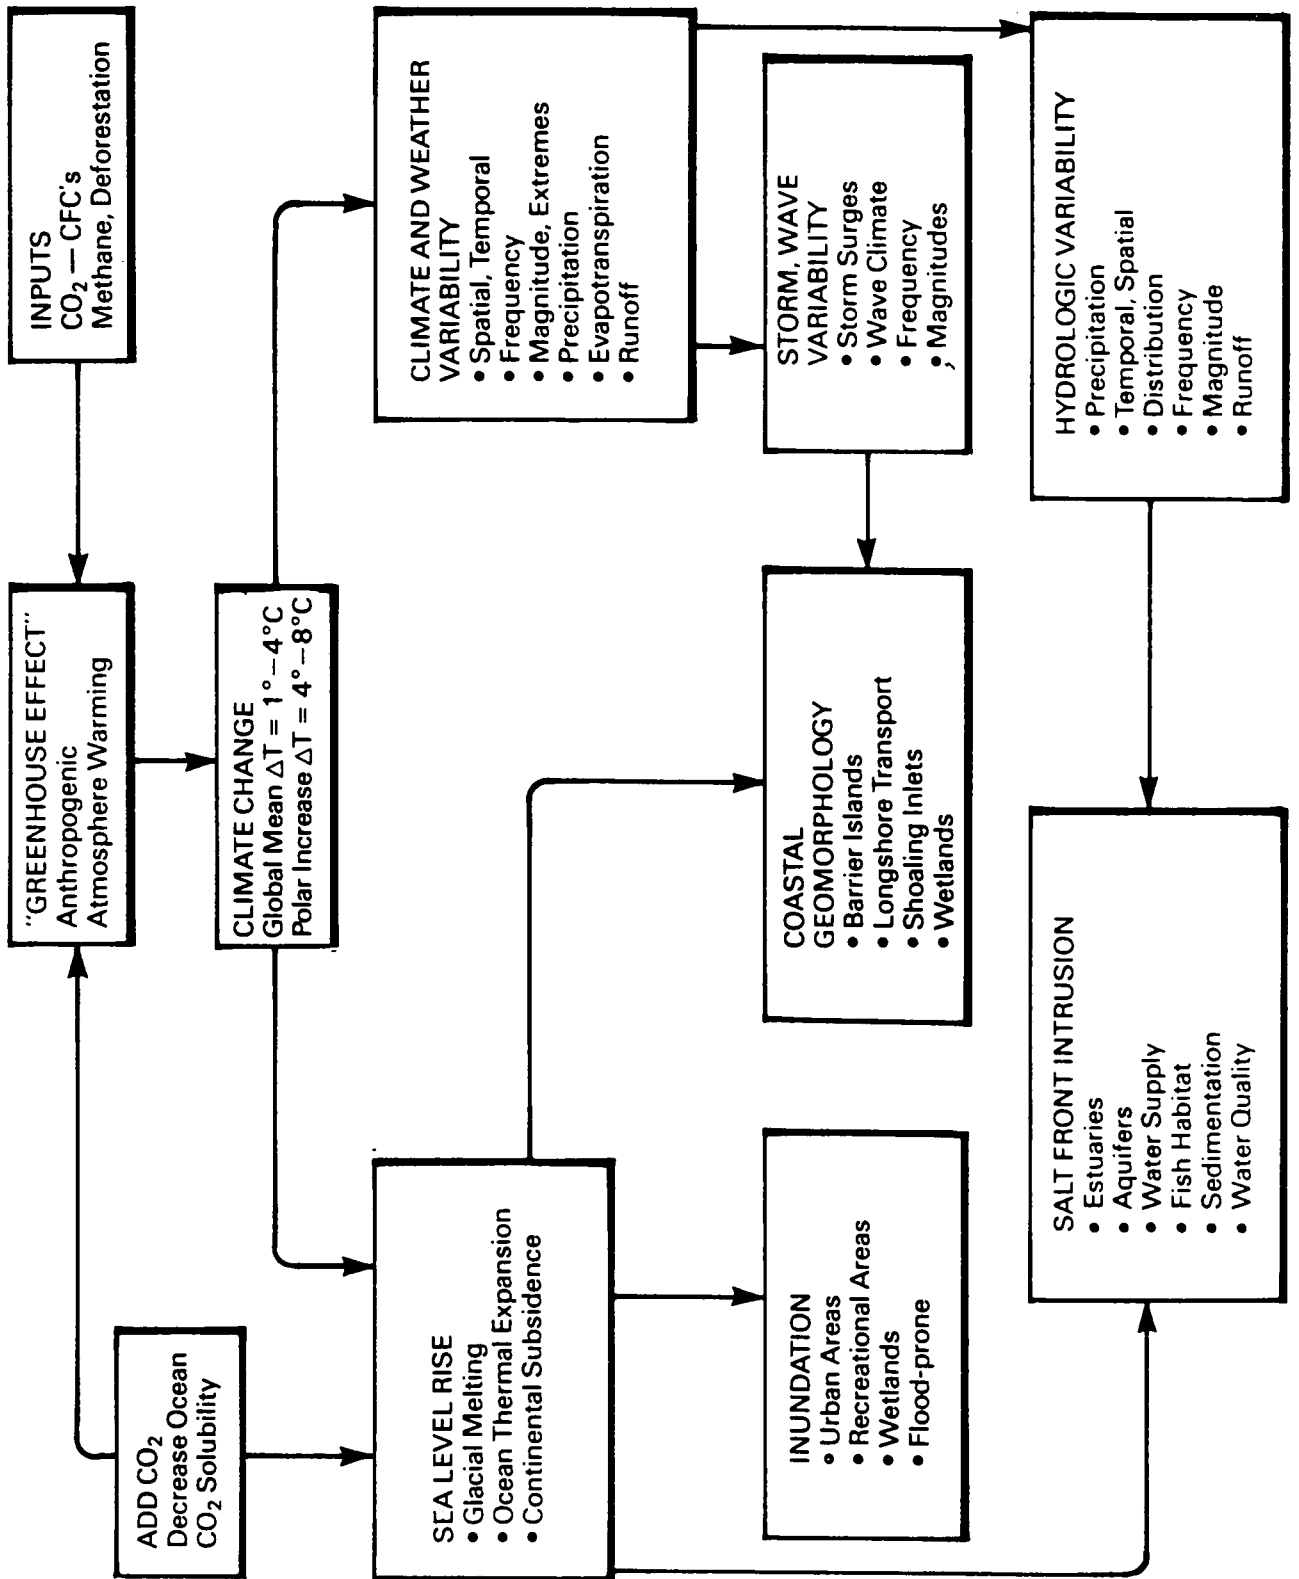 "GREENHOUSE EFFECT"
Anthropogenic
Atmosphere Warming
INPUTS
CO₂ — CFC's
Methane, Deforestation
ADD CO₂
Decrease Ocean
CO₂ Solubility
CLIMATE CHANGE
Global Mean ΔT = 1°–4°C
Polar Increase ΔT = 4°–8°C
SEA LEVEL RISE
• Glacial Melting
• Ocean Thermal Expansion
• Continental Subsidence
CLIMATE AND WEATHER
VARIABILITY
• Spatial, Temporal
• Frequency
• Magnitude, Extremes
• Precipitation
• Evapotranspiration
• Runoff
INUNDATION
• Urban Areas
• Recreational Areas
• Wetlands
• Flood-prone
COASTAL
GEOMORPHOLOGY
• Barrier Islands
• Longshore Transport
• Shoaling Inlets
• Wetlands
STORM, WAVE
VARIABILITY
• Storm Surges
• Wave Climate
• Frequency
• Magnitudes
SALT FRONT INTRUSION
• Estuaries
• Aquifers
• Water Supply
• Fish Habitat
• Sedimentation
• Water Quality
HYDROLOGIC VARIABILITY
• Precipitation
• Temporal, Spatial
• Distribution
• Frequency
• Magnitude
• Runoff